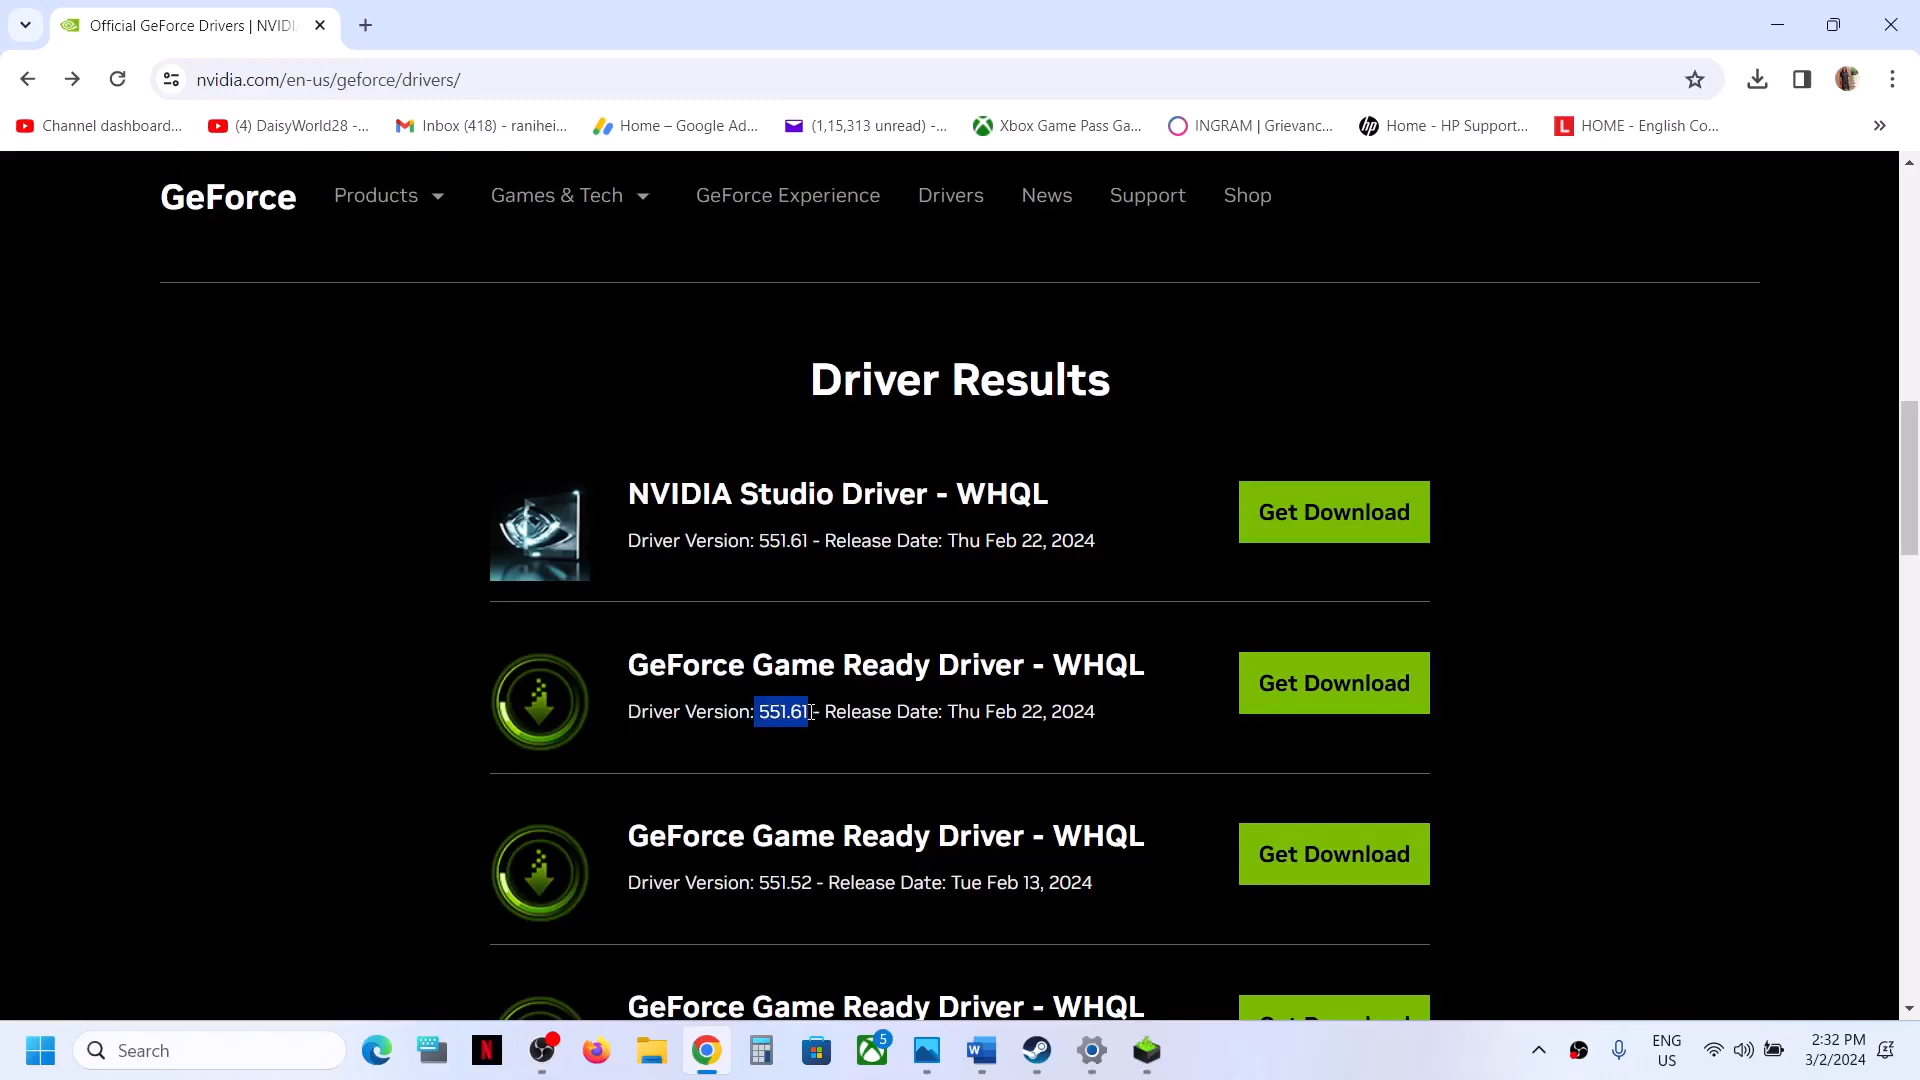 Official GeForce Drivers | NVIDI
nvidia.com/en-us/geforce/drivers/
Channel dashboard...
(4) DaisyWorld28 -...
Inbox (418) - ranihei...
Home – Google Ad...
(1,15,313 unread) -...
Xbox Game Pass Ga...
INGRAM | Grievanc...
Home - HP Support...
HOME - English Co...
GeForce
Products
Games & Tech
GeForce Experience
Drivers
News
Support
Shop
Driver Results
NVIDIA Studio Driver - WHQL
Driver Version: 551.61 - Release Date: Thu Feb 22, 2024
Get Download
GeForce Game Ready Driver - WHQL
Driver Version: 551.61 - Release Date: Thu Feb 22, 2024
Get Download
GeForce Game Ready Driver - WHQL
Driver Version: 551.52 - Release Date: Tue Feb 13, 2024
Get Download
GeForce Game Ready Driver - WHQL
Search
5
ENG
US
2:32 PM
3/2/2024